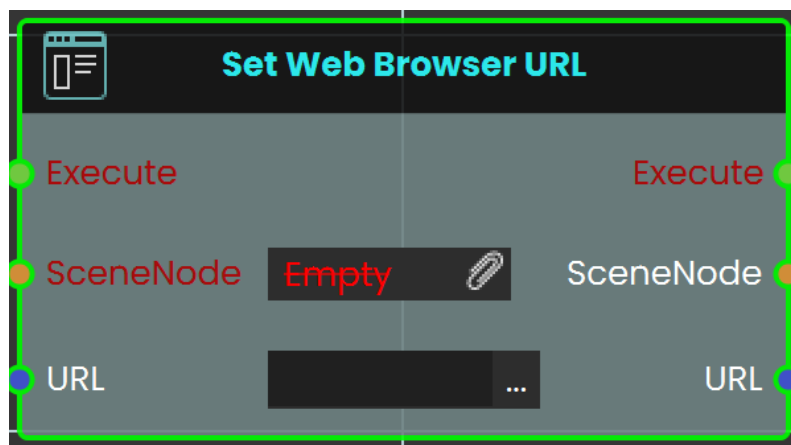 Set Web Browser URL
Execute Execute
SceneNode Empty SceneNode
URL ... URL